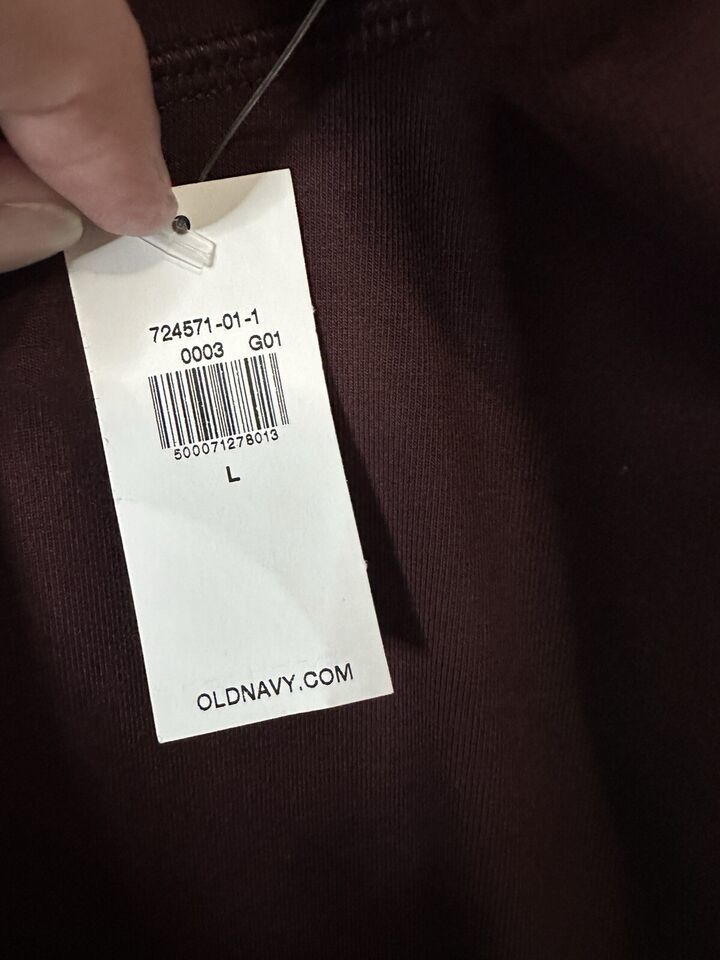 724571-01-1
0003 G01
500071278013
L
OLDNAVY.COM